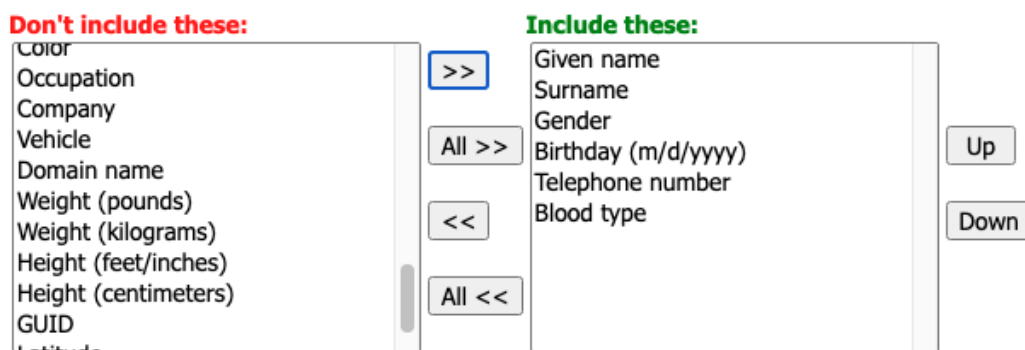 Don't include these:
Color
Occupation
Company
Vehicle
Domain name
Weight (pounds)
Weight (kilograms)
Height (feet/inches)
Height (centimeters)
GUID
Latitude
>>
All >>
<<
All <<
Include these:
Given name
Surname
Gender
Birthday (m/d/yyyy)
Telephone number
Blood type
Up
Down